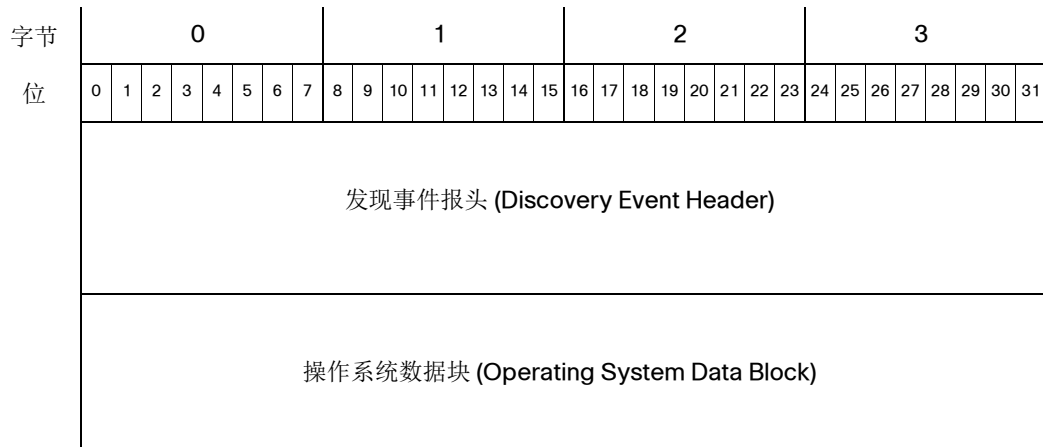 字节 0 1 2 3
位 0 1 2 3 4 5 6 7 8 9 10 11 12 13 14 15 16 17 18 19 20 21 22 23 24 25 26 27 28 29 30 31
发现事件报头 (Discovery Event Header)
操作系统数据块 (Operating System Data Block)